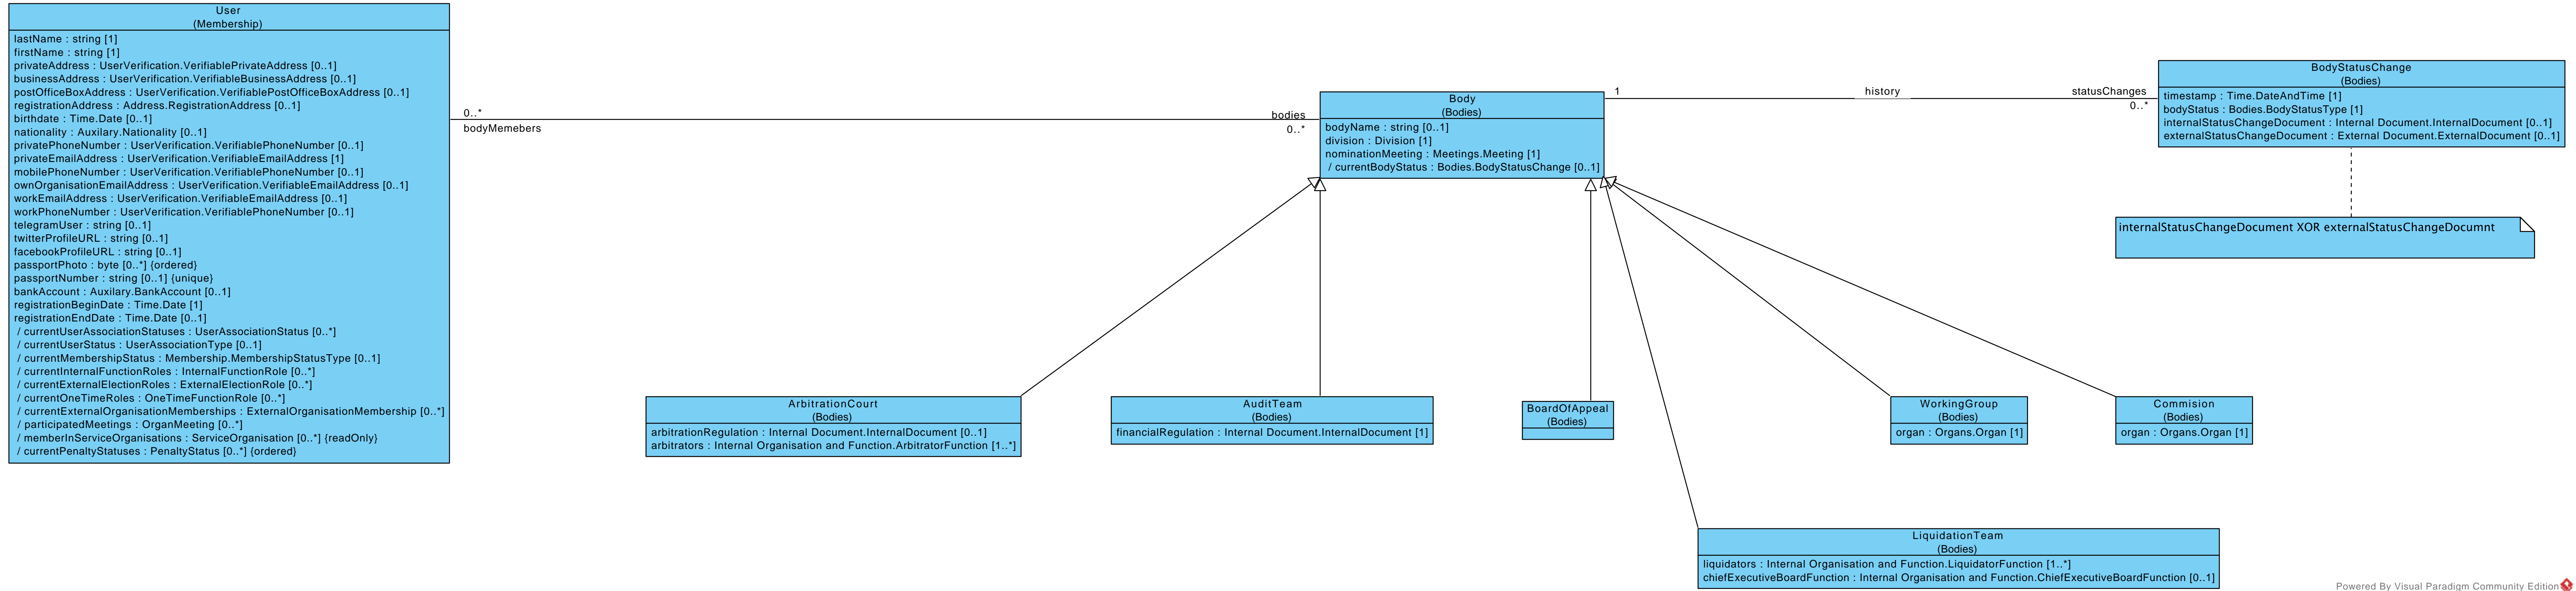 User
(Membership)
lastName : string [1]
firstName : string [1]
privateAddress : UserVerification.VerifiablePrivateAddress [0..1]
businessAddress : UserVerification.VerifiableBusinessAddress [0..1]
postOfficeBoxAddress : UserVerification.VerifiablePostOfficeBoxAddress [0..1]
registrationAddress : Address.RegistrationAddress [0..1]
birthdate : Time.Date [0..1]
nationality : Auxilary.Nationality [0..1]
privatePhoneNumber : UserVerification.VerifiablePhoneNumber [0..1]
privateEmailAddress : UserVerification.VerifiableEmailAddress [1]
mobilePhoneNumber : UserVerification.VerifiablePhoneNumber [0..1]
ownOrganisationEmailAddress : UserVerification.VerifiableEmailAddress [0..1]
workEmailAddress : UserVerification.VerifiableEmailAddress [0..1]
workPhoneNumber : UserVerification.VerifiablePhoneNumber [0..1]
telegramUser : string [0..1]
twitterProfileURL : string [0..1]
facebookProfileURL : string [0..1]
passportPhoto : byte [0..*] {ordered}
passportNumber : string [0..1] {unique}
bankAccount : Auxilary.BankAccount [0..1]
registrationBeginDate : Time.Date [1]
registrationEndDate : Time.Date [0..1]
/ currentUserAssociationStatuses : UserAssociationStatus [0..*]
/ currentUserStatus : UserAssociationType [0..1]
/ currentMembershipStatus : Membership.MembershipStatusType [0..1]
/ currentInternalFunctionRoles : InternalFunctionRole [0..*]
/ currentExternalElectionRoles : ExternalElectionRole [0..*]
/ currentOneTimeRoles : OneTimeFunctionRole [0..*]
/ currentExternalOrganisationMemberships : ExternalOrganisationMembership [0..*]
/ participatedMeetings : OrganMeeting [0..*]
/ memberInServiceOrganisations : ServiceOrganisation [0..*] {readOnly}
/ currentPenaltyStatuses : PenaltyStatus [0..*] {ordered}
0..*
bodyMemebers
bodies
0..*
Body
(Bodies)
bodyName : string [0..1]
division : Division [1]
nominationMeeting : Meetings.Meeting [1]
/ currentBodyStatus : Bodies.BodyStatusChange [0..1]
1
history
statusChanges
0..*
BodyStatusChange
(Bodies)
timestamp : Time.DateAndTime [1]
bodyStatus : Bodies.BodyStatusType [1]
internalStatusChangeDocument : Internal Document.InternalDocument [0..1]
externalStatusChangeDocument : External Document.ExternalDocument [0..1]
internalStatusChangeDocument XOR externalStatusChangeDocumnt
ArbitrationCourt
(Bodies)
arbitrationRegulation : Internal Document.InternalDocument [0..1]
arbitrators : Internal Organisation and Function.ArbitratorFunction [1..*]
AuditTeam
(Bodies)
financialRegulation : Internal Document.InternalDocument [1]
BoardOfAppeal
(Bodies)
WorkingGroup
(Bodies)
organ : Organs.Organ [1]
Commision
(Bodies)
organ : Organs.Organ [1]
LiquidationTeam
(Bodies)
liquidators : Internal Organisation and Function.LiquidatorFunction [1..*]
chiefExecutiveBoardFunction : Internal Organisation and Function.ChiefExecutiveBoardFunction [0..1]
Powered By Visual Paradigm Community Edition